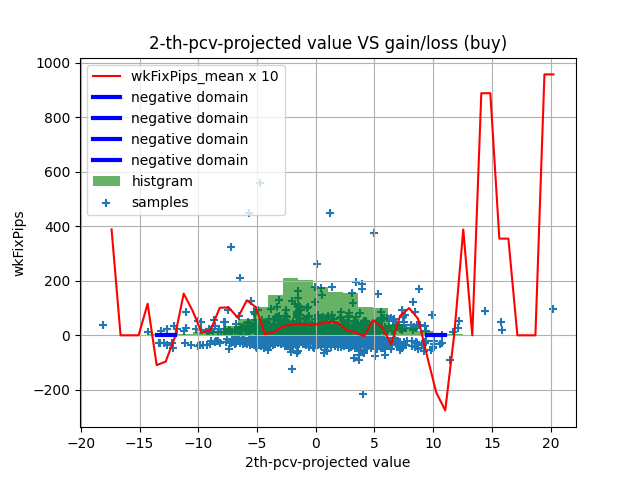 2-th-pcv-projected value VS gain/loss (buy)
1000
800
600
400
200
0
−200
wkFixPips
wkFixPips_mean x 10
negative domain
negative domain
negative domain
negative domain
histgram
samples
−20 −15 −10 −5 0 5 10 15 20
2th-pcv-projected value